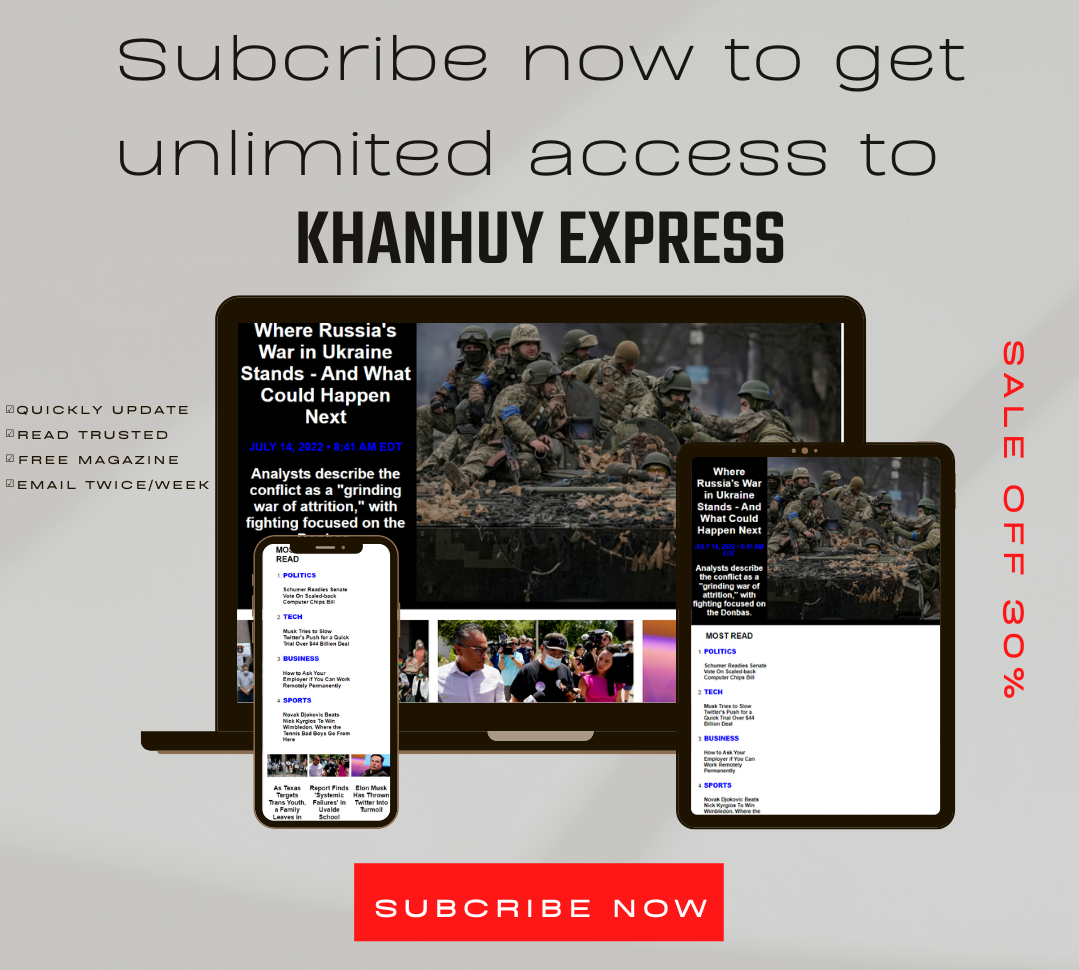 Subcribe now to get
unlimited access to
KHANHUY EXPRESS
☑QUICKLY UPDATE
☑READ TRUSTED
☑FREE MAGAZINE
☑EMAIL TWICE/WEEK
Where Russia's
War in Ukraine
Stands - And What
Could Happen
Next
JULY 14, 2022 • 8:41 AM EDT
Analysts describe the
conflict as a "grinding
war of attrition," with
fighting focused on the
MOST
READ
1. POLITICS
Schumer Readies Senate
Vote On Scaled-back
Computer Chips Bill
2. TECH
Musk Tries to Slow
Twitter's Push for a Quick
Trial Over $44 Billion Deal
3. BUSINESS
How to Ask Your
Employer if You Can Work
Remotely Permanently
4. SPORTS
Novak Djokovic Beats
Nick Kyrgios To Win
Wimbledon. Where the
Tennis Bad Boys Go From
Here
As Texas
Targets
Trans Youth,
a Family
Leaves in
Report Finds
'Systemic
Failures' in
Uvalde
School
Elon Musk
Has Thrown
Twitter Into
Turmoil
Where
Russia's War
in Ukraine
Stands - And
What Could
Happen Next
JULY 14, 2022 • 8:41 AM
EDT
Analysts describe
the conflict as a
"grinding war of
attrition," with
fighting focused on
the Donbas.
MOST READ
1. POLITICS
Schumer Readies Senate
Vote On Scaled-back
Computer Chips Bill
2. TECH
Musk Tries to Slow
Twitter's Push for a
Quick Trial Over $44
Billion Deal
3. BUSINESS
How to Ask Your
Employer if You Can
Work Remotely
Permanently
4. SPORTS
Novak Djokovic Beats
Nick Kyrgios To Win
Wimbledon. Where the
SALE OFF 30%
SUBCRIBE NOW